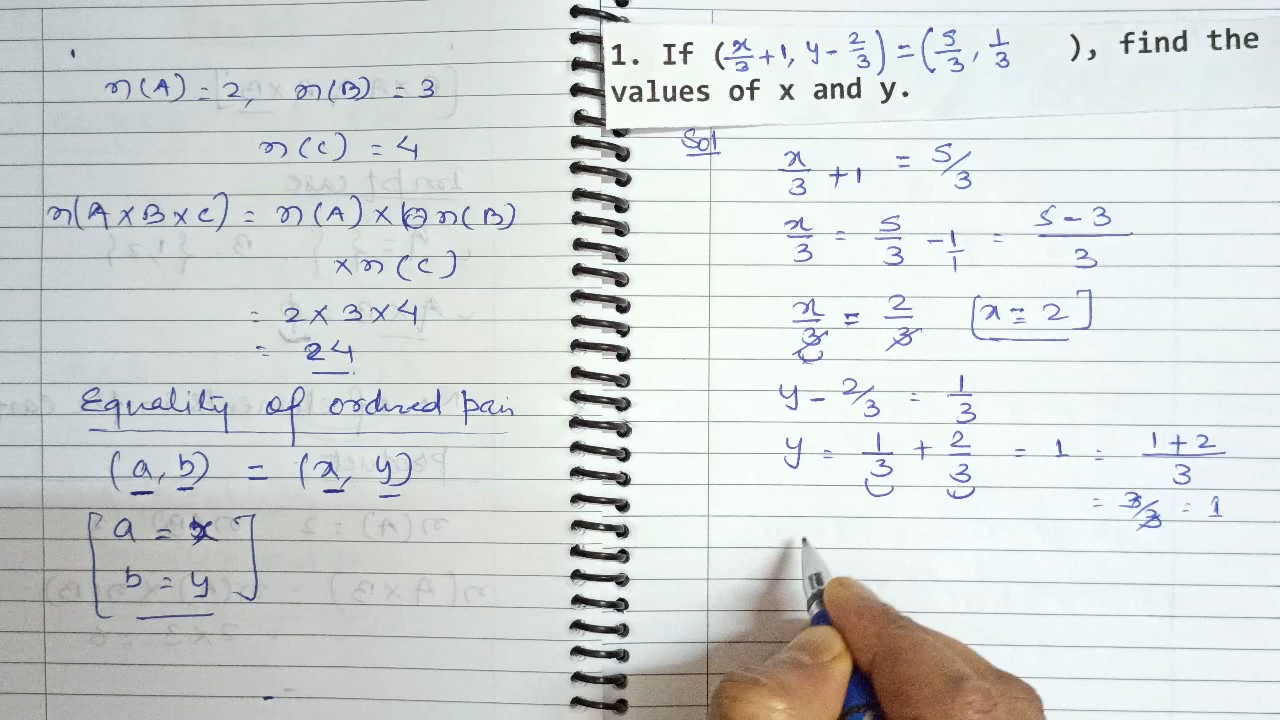 n(A) = 2, n(B) = 3
n(C) = 4
n(A×B×C) = n(A) × n(B)
× n(C)
= 2 × 3 × 4
= 24
Equality of ordered pair
(a, b) = (x, y)
a = x
b = y
1. If (x/3 + 1, y - 2/3) = (5/3, 1/3 ), find the
values of x and y.
Sol
x/3 + 1 = 5/3
x/3 = 5/3 - 1/1 = 5-3/3
x/3 = 2/3 [x = 2]
y - 2/3 = 1/3
y = 1/3 + 2/3 = 1 = 1+2/3
= 3/3 = 1